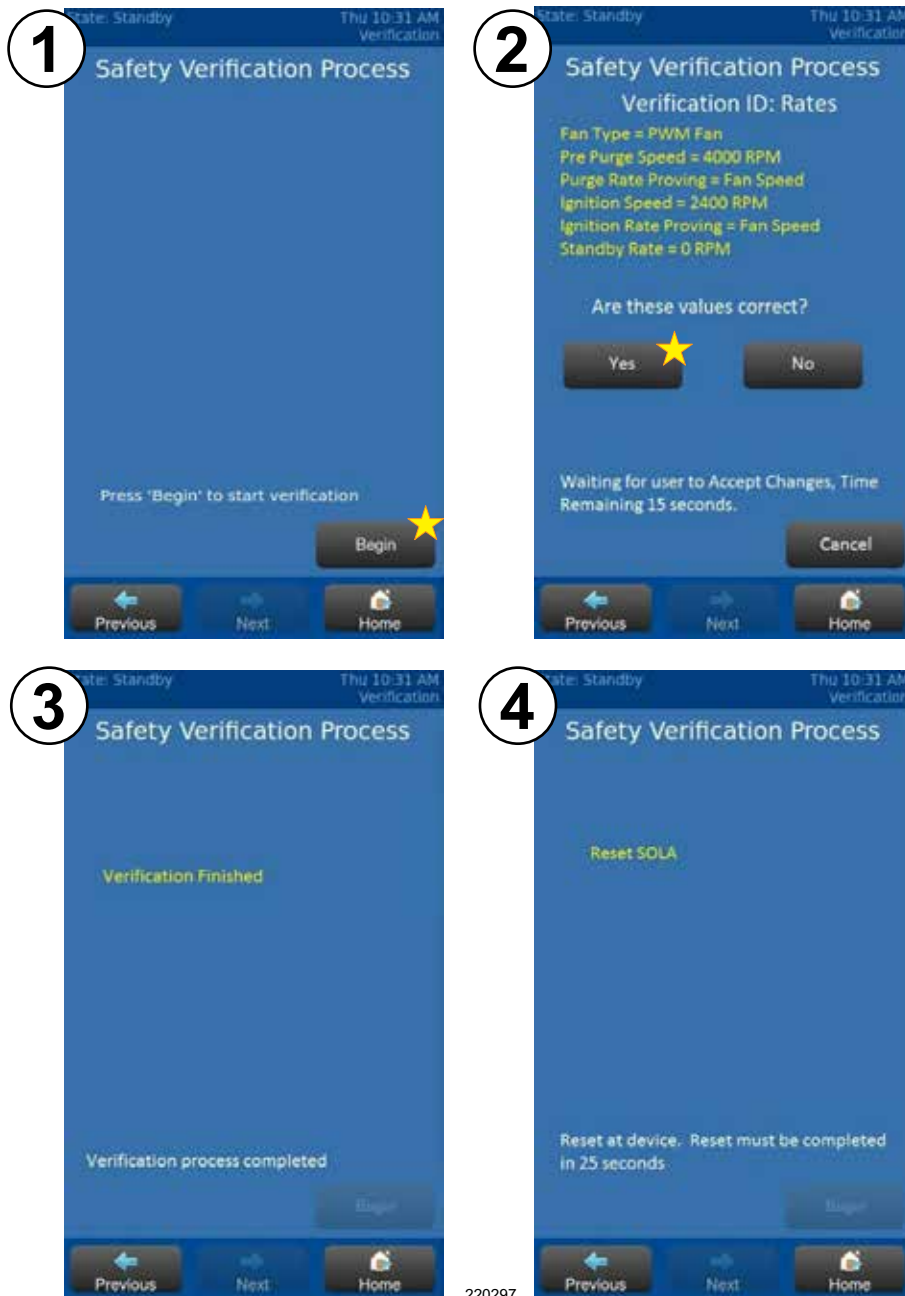 1
State: Standby
Thu 10:31 AM
Verification
Safety Verification Process
Press 'Begin' to start verification
Begin
Previous
Next
Home
2
State: Standby
Thu 10:31 AM
Verification
Safety Verification Process
Verification ID: Rates
Fan Type = PWM Fan
Pre Purge Speed = 4000 RPM
Purge Rate Proving = Fan Speed
Ignition Speed = 2400 RPM
Ignition Rate Proving = Fan Speed
Standby Rate = 0 RPM
Are these values correct?
Yes
No
Waiting for user to Accept Changes, Time
Remaining 15 seconds.
Cancel
Previous
Next
Home
3
State: Standby
Thu 10:31 AM
Verification
Safety Verification Process
Verification Finished
Verification process completed
Begin
Previous
Next
Home
4
State: Standby
Thu 10:31 AM
Verification
Safety Verification Process
Reset SOLA
Reset at device. Reset must be completed
in 25 seconds
Begin
Previous
Next
Home
220297